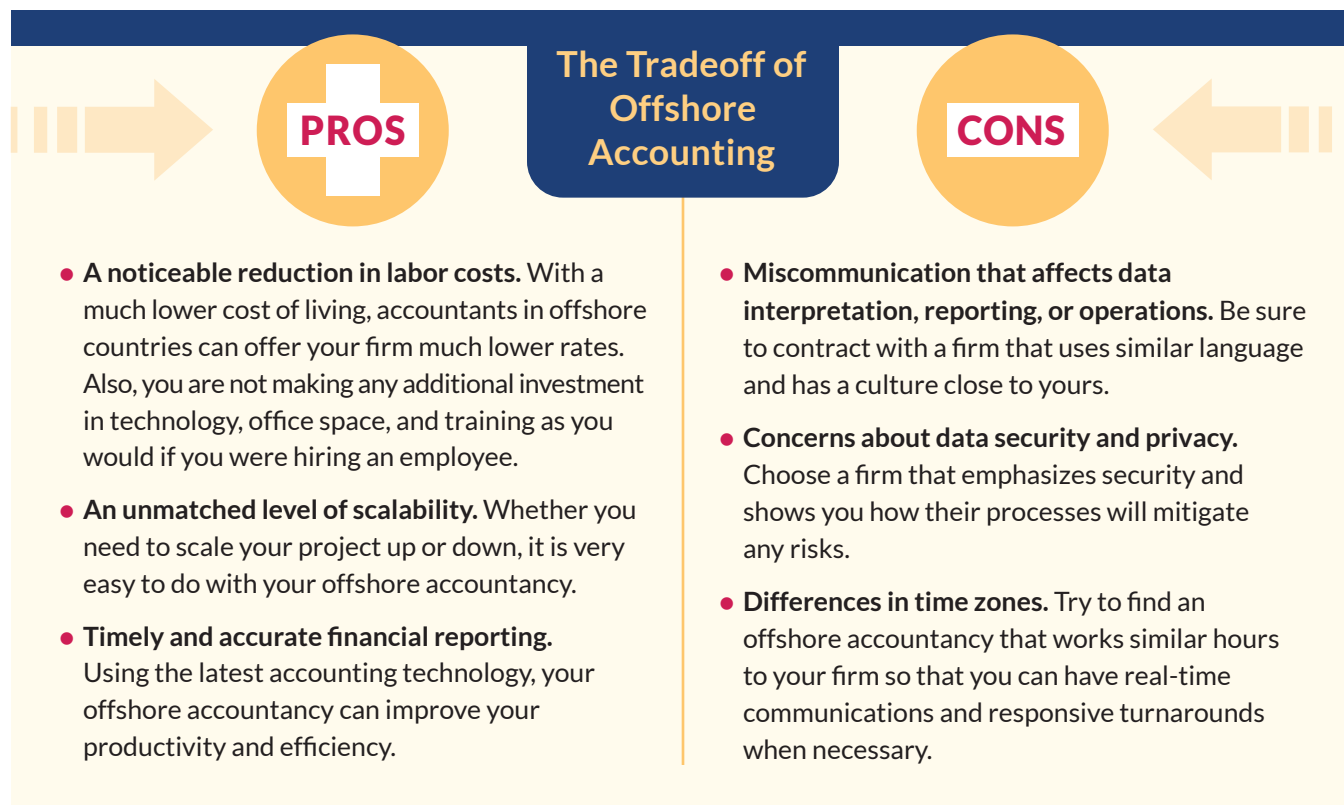 The Tradeoff of
Offshore
Accounting
PROS
A noticeable reduction in labor costs. With a
much lower cost of living, accountants in offshore
countries can offer your firm much lower rates.
Also, you are not making any additional investment
in technology, office space, and training as you
would if you were hiring an employee.
An unmatched level of scalability. Whether you
need to scale your project up or down, it is very
easy to do with your offshore accountancy.
Timely and accurate financial reporting.
Using the latest accounting technology, your
offshore accountancy can improve your
productivity and efficiency.
CONS
Miscommunication that affects data
interpretation, reporting, or operations. Be sure
to contract with a firm that uses similar language
and has a culture close to yours.
Concerns about data security and privacy.
Choose a firm that emphasizes security and
shows you how their processes will mitigate
any risks.
Differences in time zones. Try to find an
offshore accountancy that works similar hours
to your firm so that you can have real-time
communications and responsive turnarounds
when necessary.